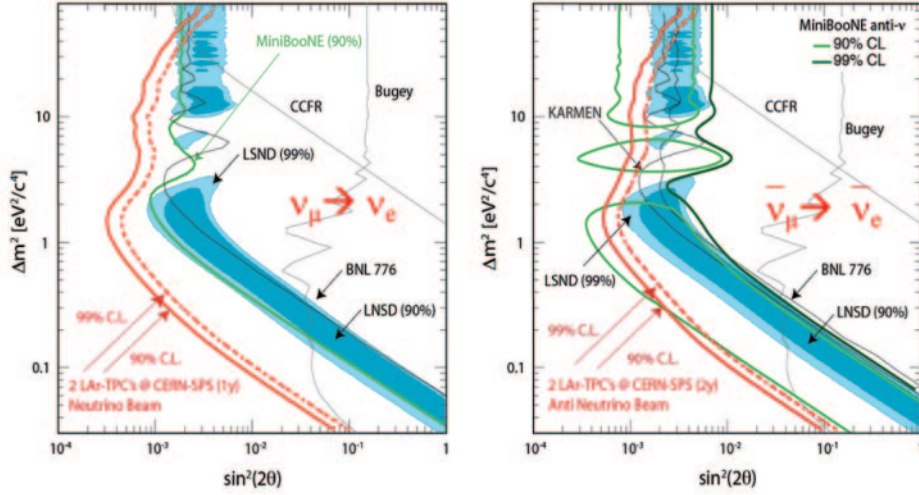 MiniBooNE (90%)
Bugey
CCFR
LSND (99%)
νμ → νe
BNL 776
LNSD (90%)
99% C.L.
90% C.L.
2 LAr-TPC's @ CERN-SPS (1y)
Neutrino Beam
Δm² [eV²/c⁴]
10
1
0.1
10⁻⁴
10⁻³
10⁻²
10⁻¹
1
sin²(2θ)
MiniBooNE anti-ν
90% CL
99% CL
CCFR
KARMEN
Bugey
ν̄μ → ν̄e
LSND (99%)
BNL 776
LNSD (90%)
99% C.L.
90% C.L.
2 LAr-TPC's @ CERN-SPS (2y)
Anti Neutrino Beam
Δm² [eV²/c⁴]
10
1
0.1
10⁻⁴
10⁻³
10⁻²
10⁻¹
1
sin²(2θ)